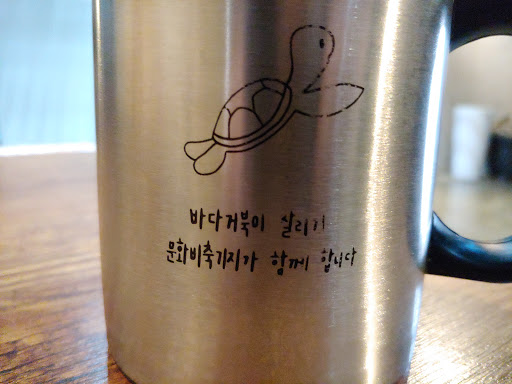 바다거북이 살리기
문화비축기지가 함께 합니다